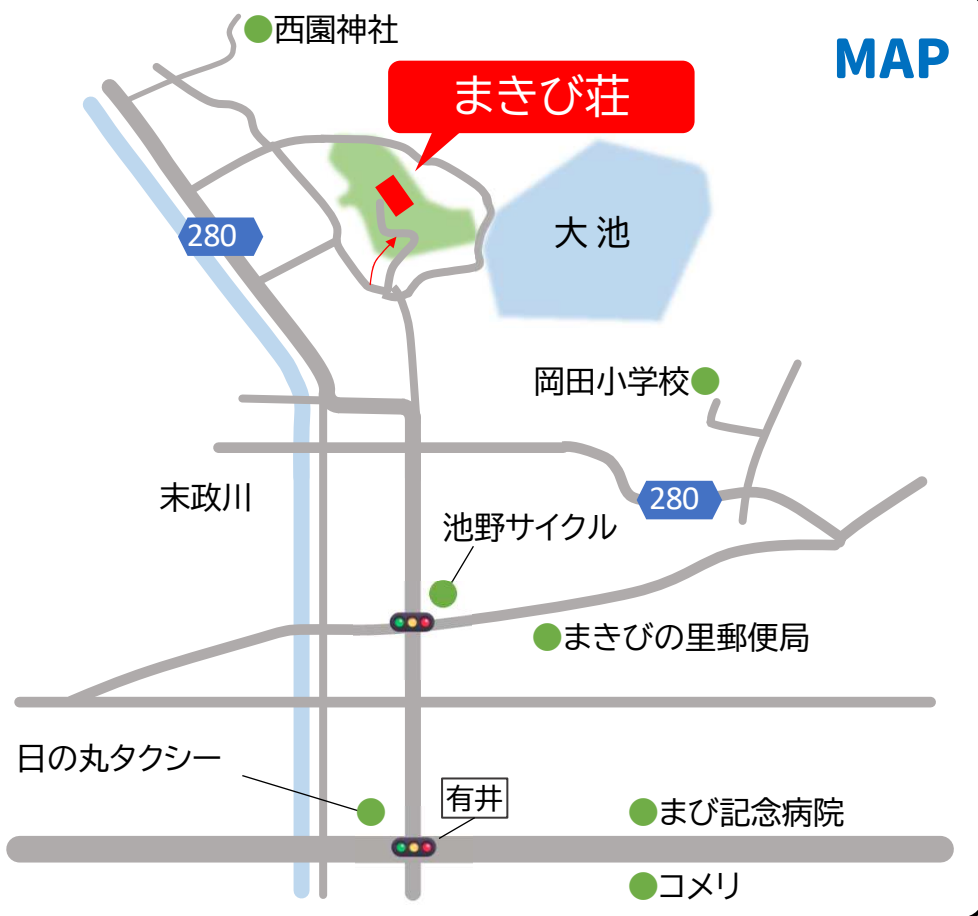 西園神社
MAP
まきび荘
280
大池
岡田小学校
末政川
280
池野サイクル
まきびの里郵便局
日の丸タクシー
有井
まび記念病院
コメリ